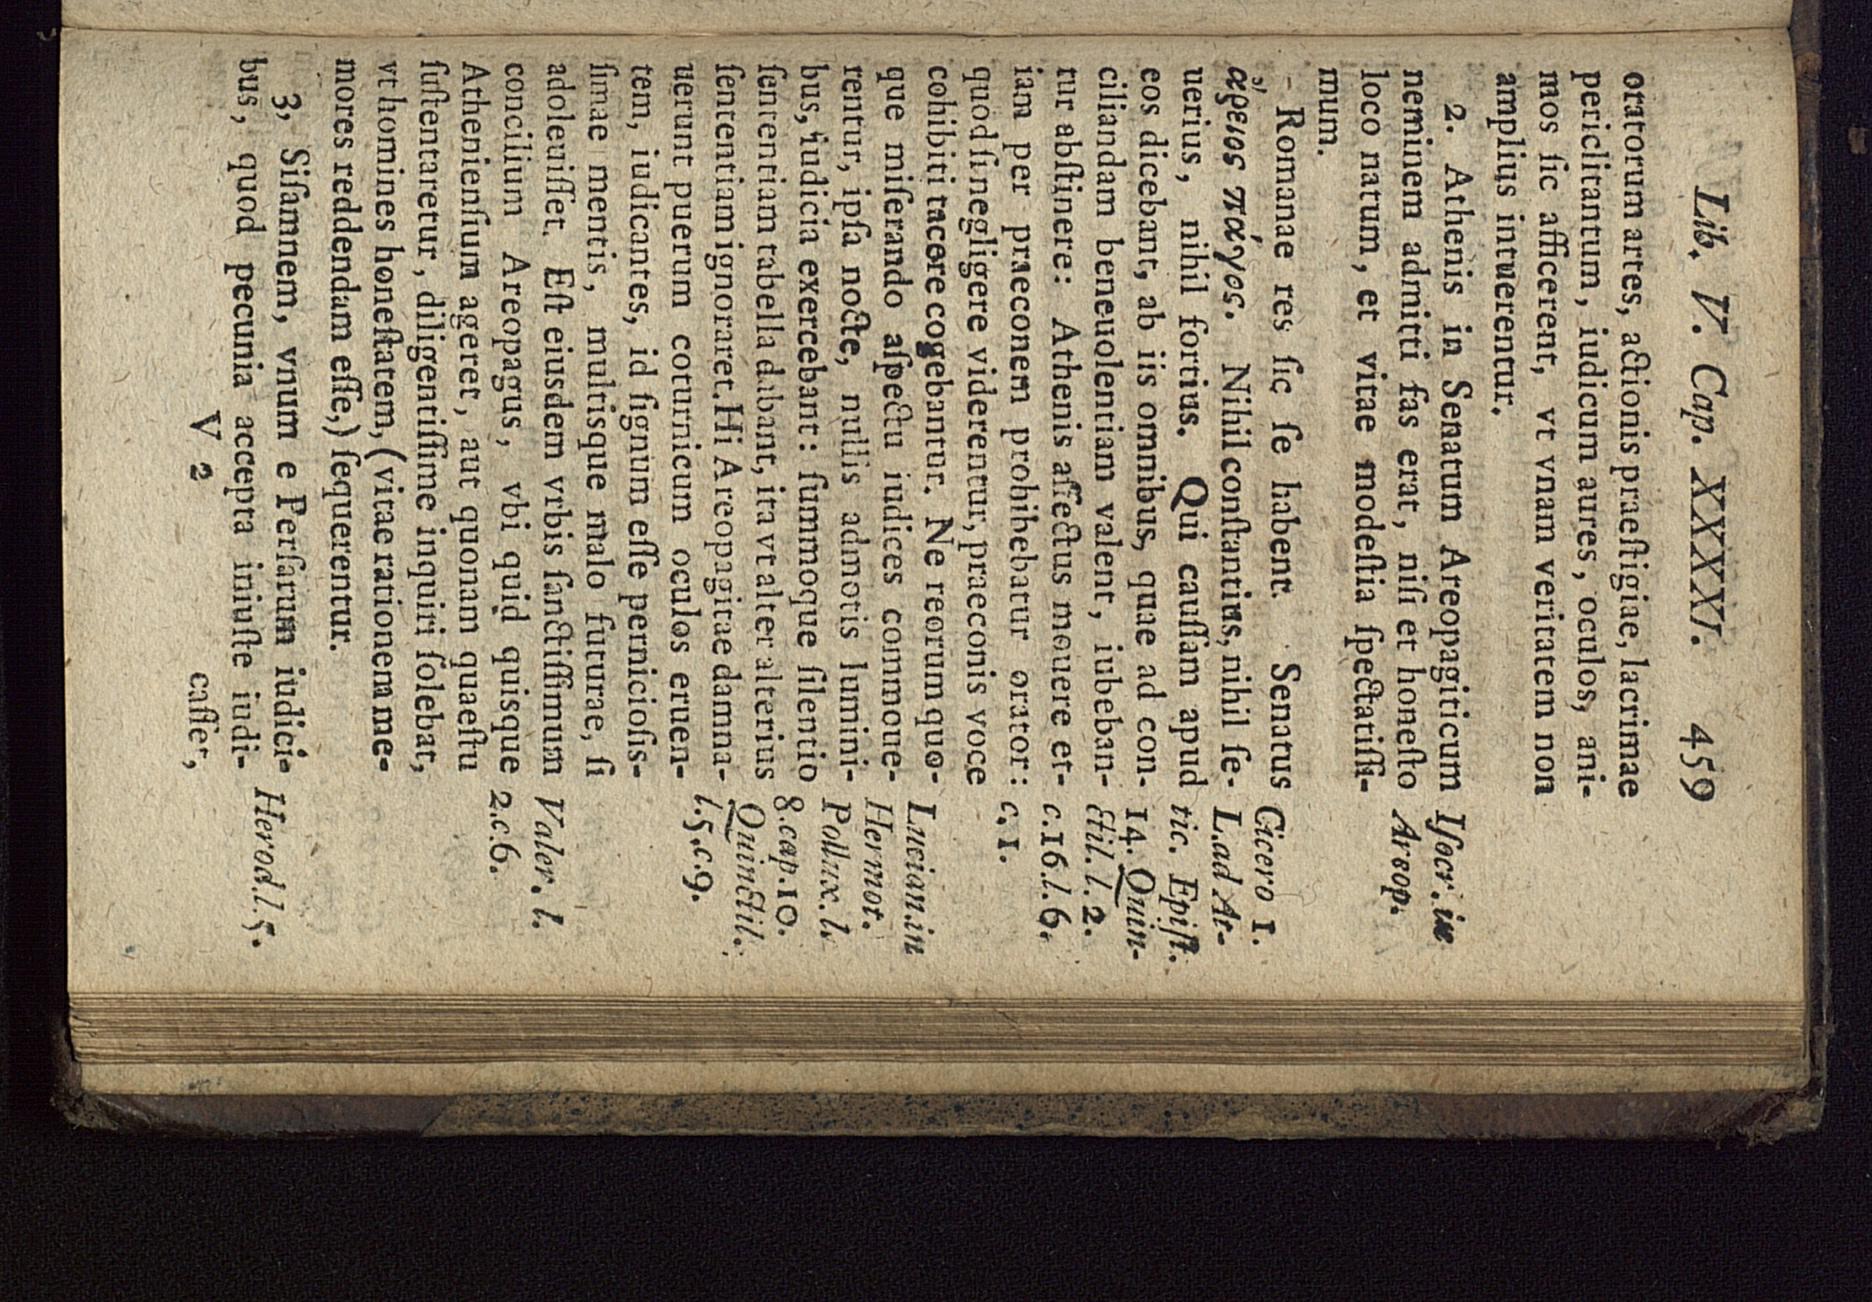 Lib. V. Cap. XXXXI. 459
oratorum artes, actionis praeſtigiae, lacrimae
periclitantum, iudicum aures, oculos, ani-
mos ſic afficerent, vt vnam veritatem non
amplius intuerentur.
2. Athenis in Senatum Areopagiticum
neminem admitti fas erat, niſi et honeſto
loco natum, et vitae modeſtia ſpectatiſſi-
mum.
Iſocr. in
Areop.
Romanae res ſic ſe habent. Senatus
ἄρειος πάγος. Nihil conſtantius, nihil ſe-
uerius, nihil fortius. Qui cauſſam apud
eos dicebant, ab iis omnibus, quae ad con-
ciliandam beneuolentiam valent, iubeban-
tur abſtinere: Athenis affectus mouere et-
iam per praeconem prohibebatur orator:
quod ſi negligere viderentur, praeconis voce
cohibiti tacere cogebantur. Ne reorum quo-
que miſerando aſpectu iudices commoue-
rentur, ipſa nocte, nullis admotis lumini-
bus, iudicia exercebant: ſummoque ſilentio
ſententiam tabella dabant, ita vt alter alterius
ſententiam ignoraret. Hi Areopagitae damna-
uerunt puerum coturnicum oculos eruen-
tem, iudicantes, id ſignum eſſe pernicioſis-
ſimae mentis, multisque malo futurae, ſi
adoleuiſſet. Eſt eiusdem vrbis ſanctiſſimum
concilium Areopagus, vbi quid quisque
Athenienſium ageret, aut quonam quaeſtu
ſuſtentaretur, diligentiſſime inquiri ſolebat,
vt homines honeſtatem, (vitae rationem me-
mores reddendam eſſe,) ſequerentur.
Cicero 1.
L. ad At-
tic. Epiſt.
14. Quin-
ctil. l. 2.
c. 16. l. 6.
c. 1.
Lucian. in
Hermot.
Pollux. l.
8. cap. 10.
Quinctil.
l. 5. c 9.
Valer. l.
2. c. 6.
3. Siſamnem, vnum e Perſarum iudici-
bus, quod pecunia accepta iniuſte iudi-
Herod. l. 5.
V 2
caſſet,